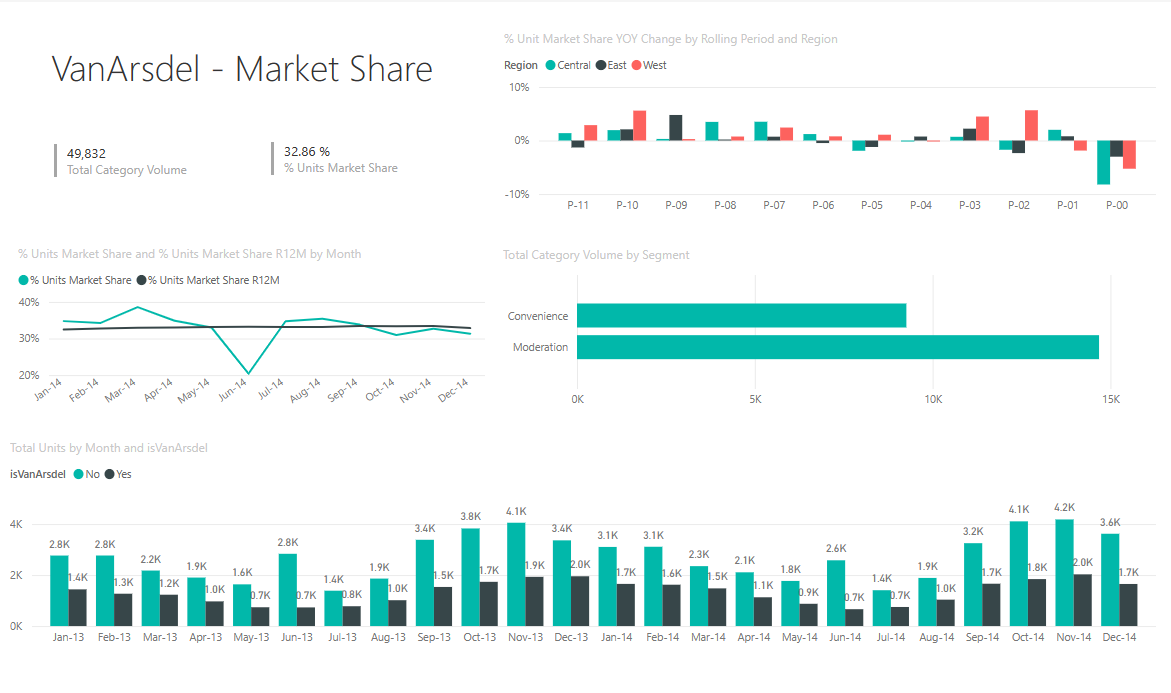 VanArsdel - Market Share
49,832
Total Category Volume
32.86 %
% Units Market Share
% Unit Market Share YOY Change by Rolling Period and Region
Region Central East West
10%
0%
-10%
P-11 P-10 P-09 P-08 P-07 P-06 P-05 P-04 P-03 P-02 P-01 P-00
% Units Market Share and % Units Market Share R12M by Month
% Units Market Share % Units Market Share R12M
40%
30%
20%
Jan-14 Feb-14 Mar-14 Apr-14 May-14 Jun-14 Jul-14 Aug-14 Sep-14 Oct-14 Nov-14 Dec-14
Total Category Volume by Segment
Convenience
Moderation
0K 5K 10K 15K
Total Units by Month and isVanArsdel
isVanArsdel No Yes
4K
2K
0K
2.8K 1.4K 2.8K 1.3K 2.2K 1.2K 1.9K 1.0K 1.6K 0.7K 2.8K 0.7K 1.4K 0.8K 1.9K 1.0K 3.4K 1.5K 3.8K 1.7K 4.1K 1.9K 3.4K 2.0K 3.1K 1.7K 3.1K 1.6K 2.3K 1.5K 2.1K 1.1K 1.8K 0.9K 2.6K 0.7K 1.4K 0.7K 1.9K 1.0K 3.2K 1.7K 4.1K 1.8K 4.2K 2.0K 3.6K 1.7K
Jan-13 Feb-13 Mar-13 Apr-13 May-13 Jun-13 Jul-13 Aug-13 Sep-13 Oct-13 Nov-13 Dec-13 Jan-14 Feb-14 Mar-14 Apr-14 May-14 Jun-14 Jul-14 Aug-14 Sep-14 Oct-14 Nov-14 Dec-14